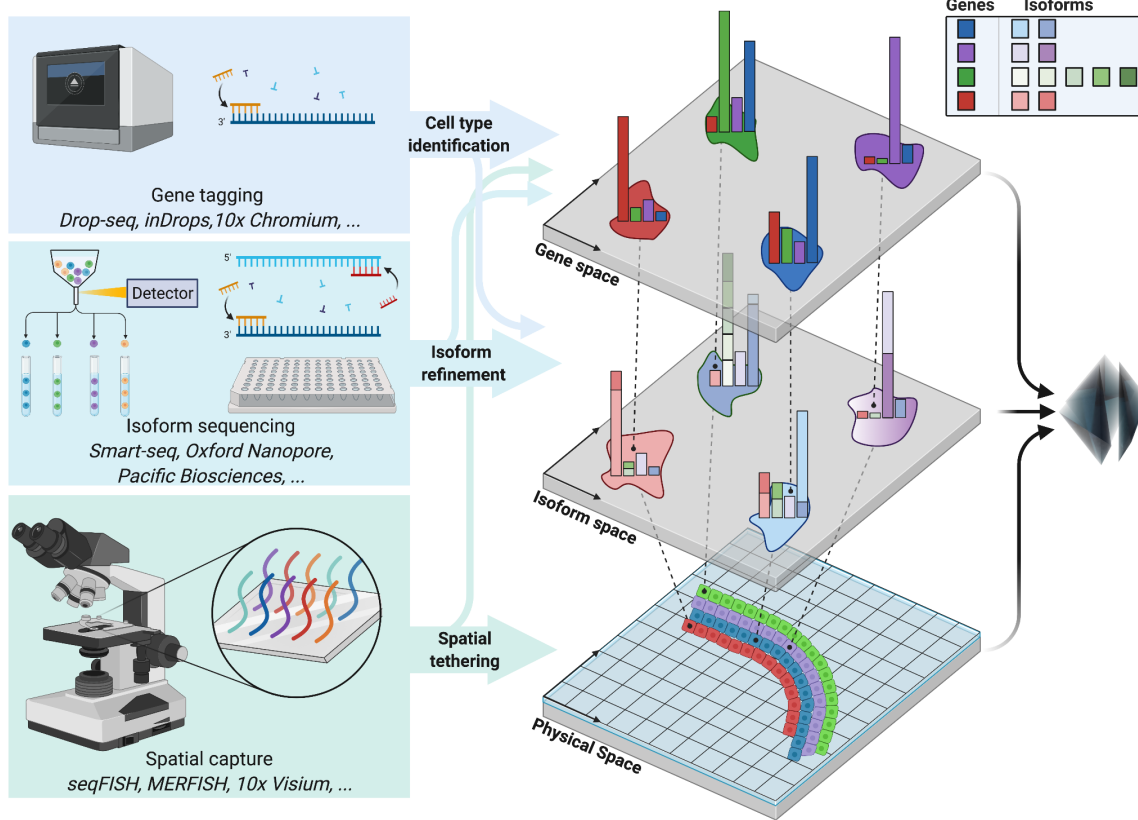 Genes Isoforms
3'
Gene tagging
Drop-seq, inDrops,10x Chromium, ...
Cell type
identification
Gene space
5'
Detector
3'
Isoform sequencing
Smart-seq, Oxford Nanopore,
Pacific Biosciences, ...
Isoform
refinement
Isoform space
Spatial capture
seqFISH, MERFISH, 10x Visium, ...
Spatial
tethering
Physical Space